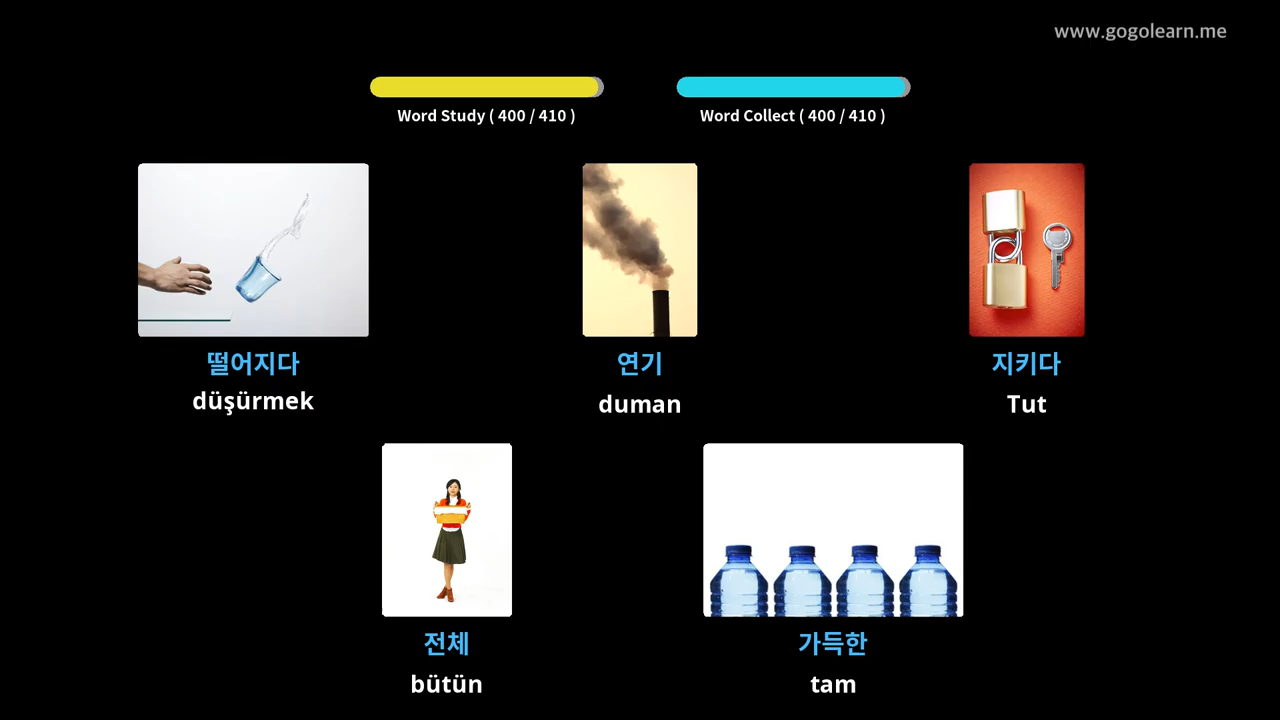 www.gogolearn.me
Word Study ( 400 / 410 )
Word Collect ( 400 / 410 )
떨어지다
düşürmek
연기
duman
지키다
Tut
전체
bütün
가득한
tam